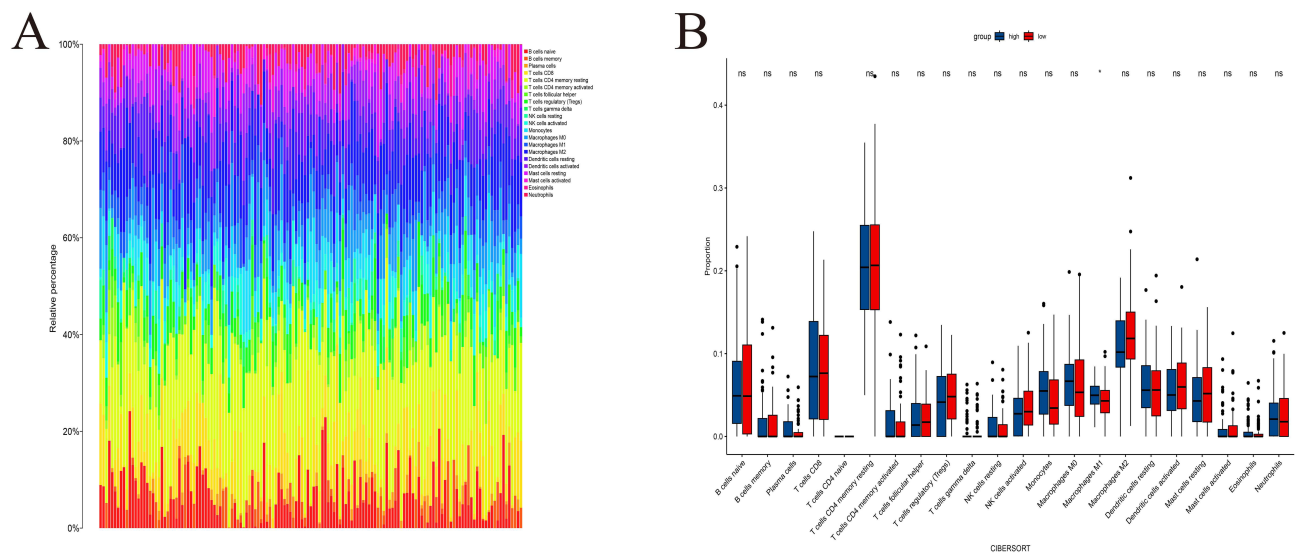 A
100%
80%
60%
40%
20%
0%
Relative percentage
B cells naive
B cells memory
Plasma cells
T cells CD8
T cells CD4 memory resting
T cells CD4 memory activated
T cells follicular helper
T cells regulatory (Tregs)
T cells gamma delta
NK cells resting
NK cells activated
Monocytes
Macrophages M0
Macrophages M1
Macrophages M2
Dendritic cells resting
Dendritic cells activated
Mast cells resting
Mast cells activated
Eosinophils
Neutrophils
B
group high low
ns ns ns ns ns ns ns ns ns ns ns ns ns ns * ns ns ns ns ns ns ns
0.4
0.3
0.2
0.1
0.0
Proportion
B cells naive
B cells memory
Plasma cells
T cells CD8
T cells CD4 naive
T cells CD4 memory resting
T cells CD4 memory activated
T cells follicular helper
T cells regulatory (Tregs)
T cells gamma delta
NK cells resting
NK cells activated
Monocytes
Macrophages M0
Macrophages M1
Macrophages M2
Dendritic cells resting
Dendritic cells activated
Mast cells resting
Mast cells activated
Eosinophils
Neutrophils
CIBERSORT